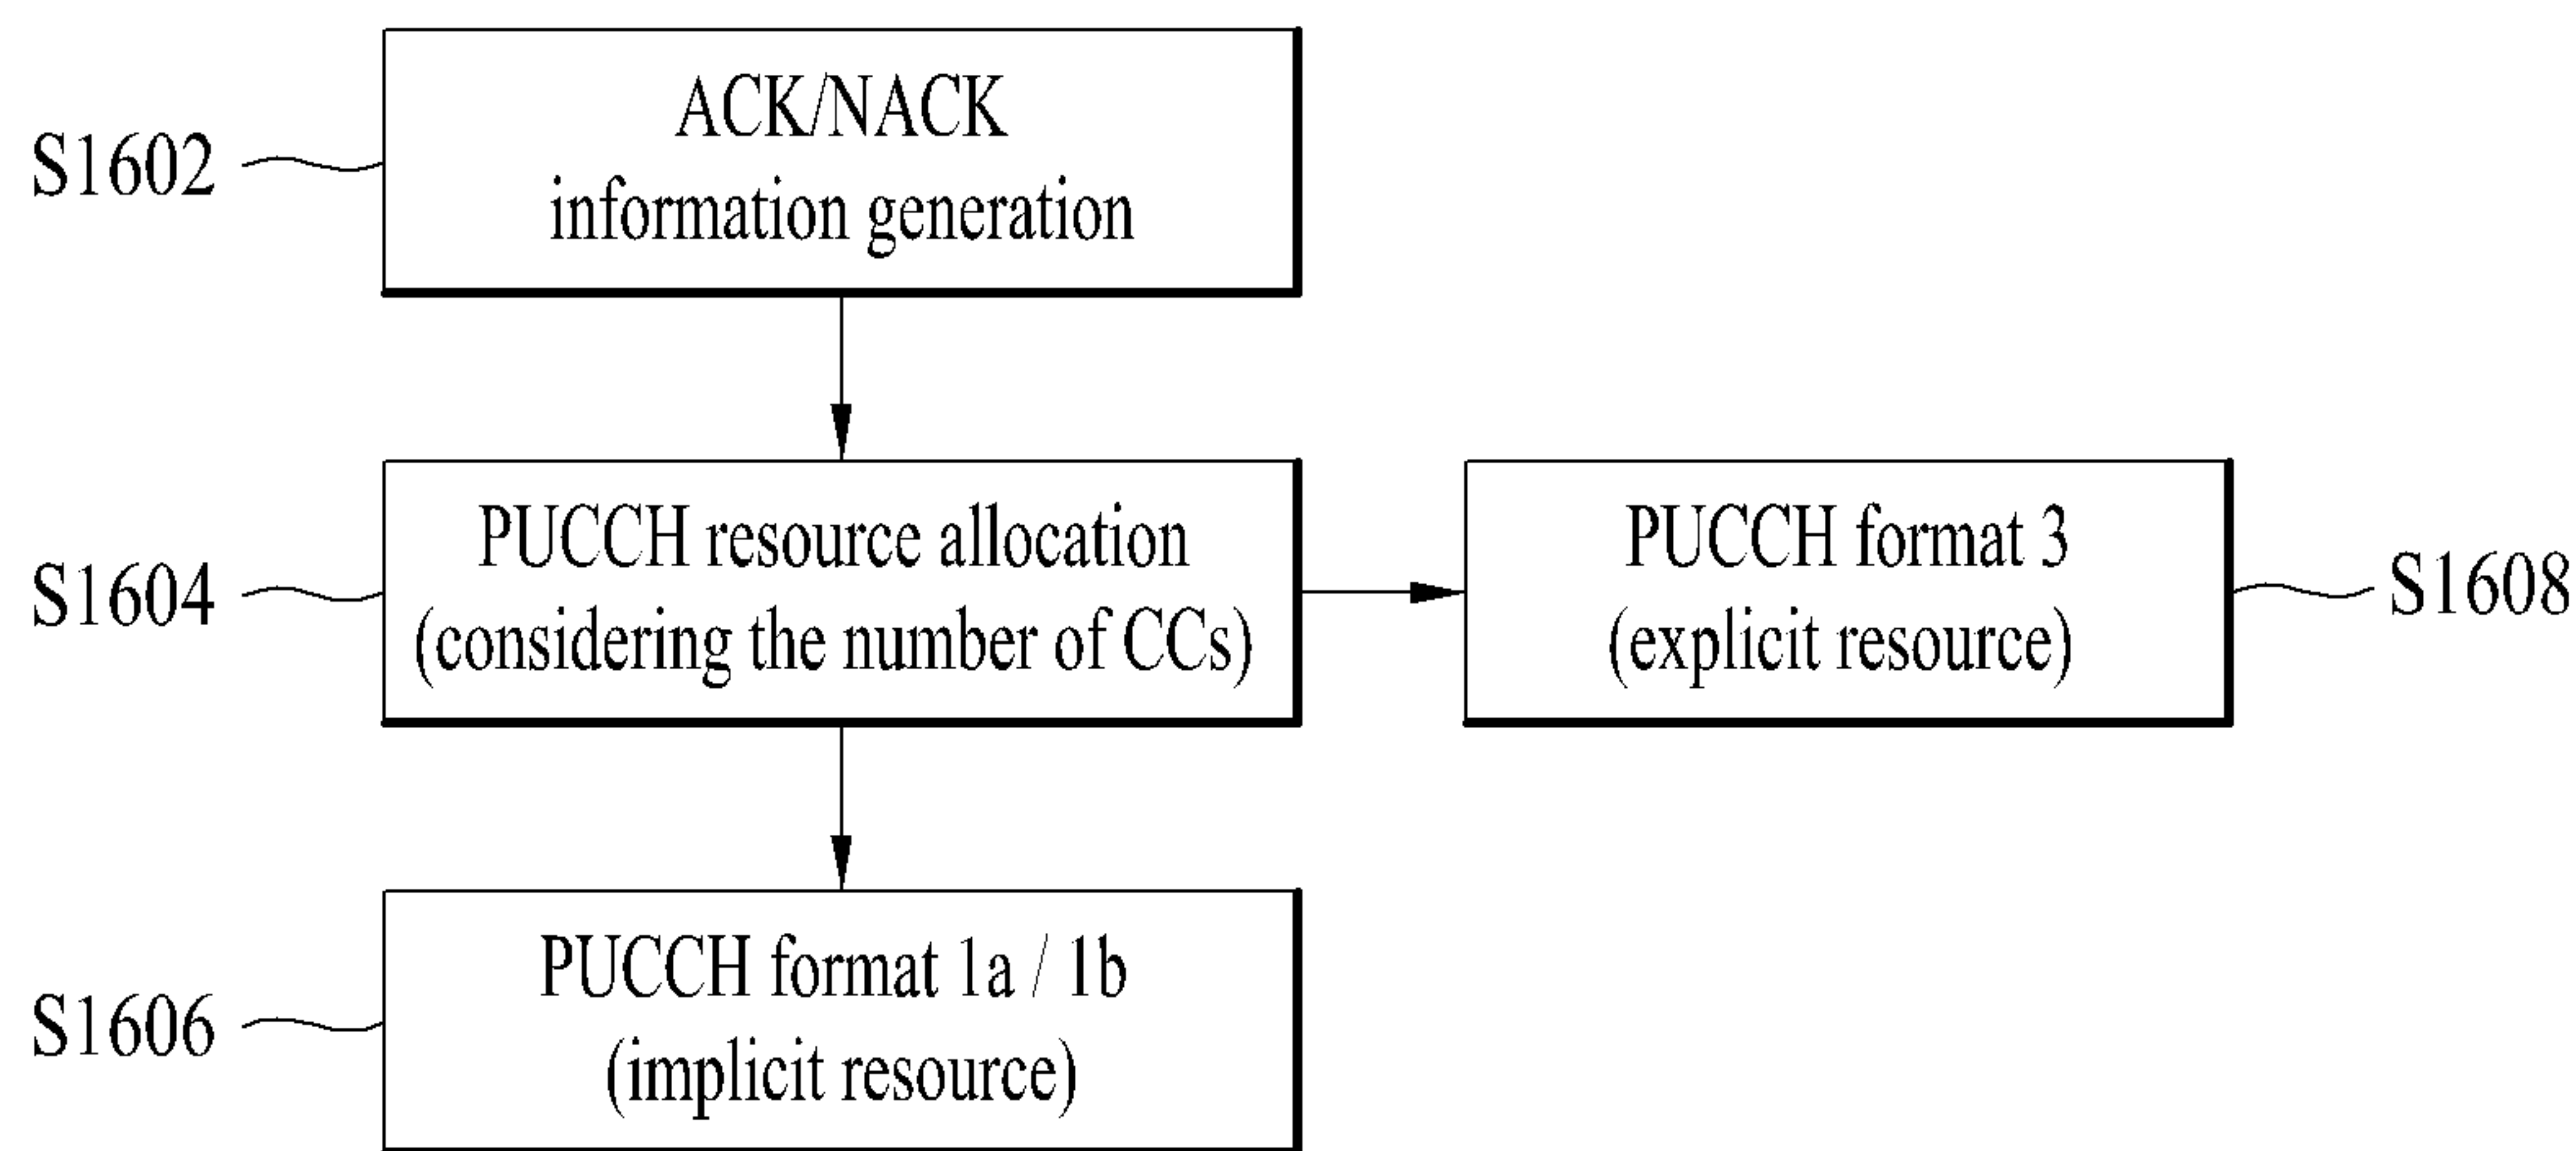 S1602
ACK/NACK
information generation
S1604
PUCCH resource allocation
(considering the number of CCs)
PUCCH format 3
(explicit resource)
S1608
S1606
PUCCH format 1a / 1b
(implicit resource)